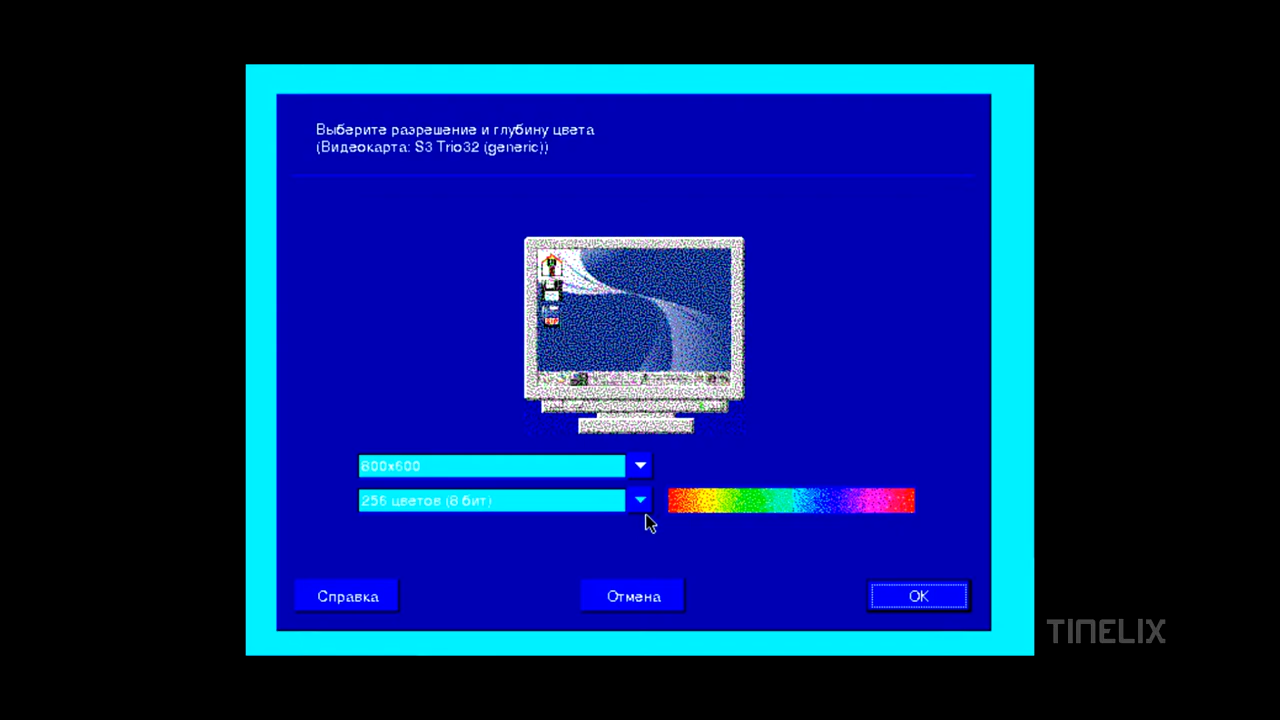 Выберите разрешение и глубину цвета
(Видеокарта: S3 Trio32 (generic))
800x600
256 цветов (8 бит)
Справка
Отмена
OK
TINELIX